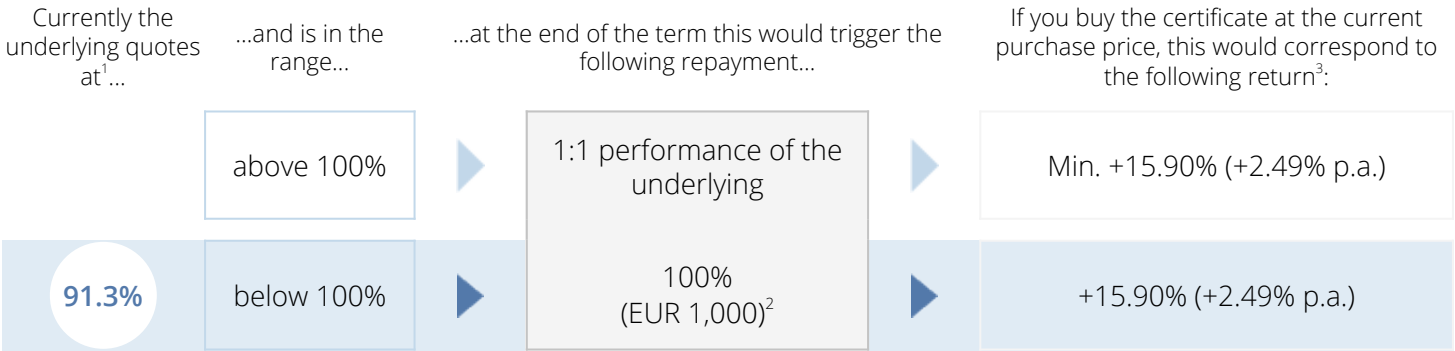 Currently the
underlying quotes
at¹...
...and is in the
range...
...at the end of the term this would trigger the
following repayment...
If you buy the certificate at the current
purchase price, this would correspond to
the following return³:
above 100%
1:1 performance of the
underlying
Min. +15.90% (+2.49% p.a.)
91.3%
below 100%
100%
(EUR 1,000)²
+15.90% (+2.49% p.a.)